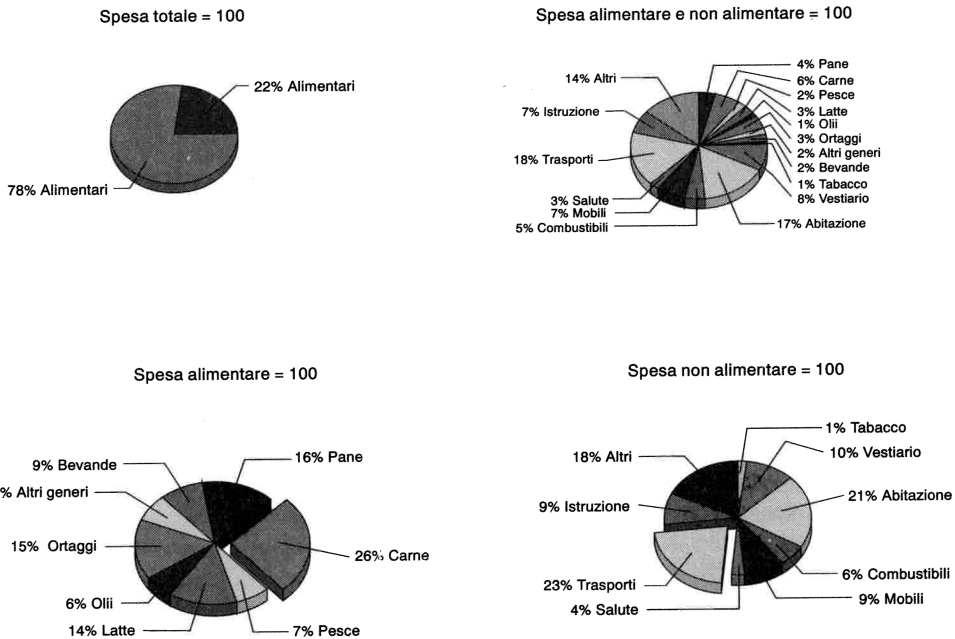 Spesa totale = 100
22% Alimentari
78% Alimentari
Spesa alimentare e non alimentare = 100
4% Pane
6% Carne
2% Pesce
3% Latte
1% Olii
3% Ortaggi
2% Altri generi
2% Bevande
1% Tabacco
8% Vestiario
17% Abitazione
14% Altri
7% Istruzione
18% Trasporti
3% Salute
7% Mobili
5% Combustibili
Spesa alimentare = 100
16% Pane
9% Bevande
% Altri generi
15% Ortaggi
26% Carne
6% Olii
14% Latte
7% Pesce
Spesa non alimentare = 100
1% Tabacco
10% Vestiario
18% Altri
21% Abitazione
9% Istruzione
23% Trasporti
6% Combustibili
4% Salute
9% Mobili